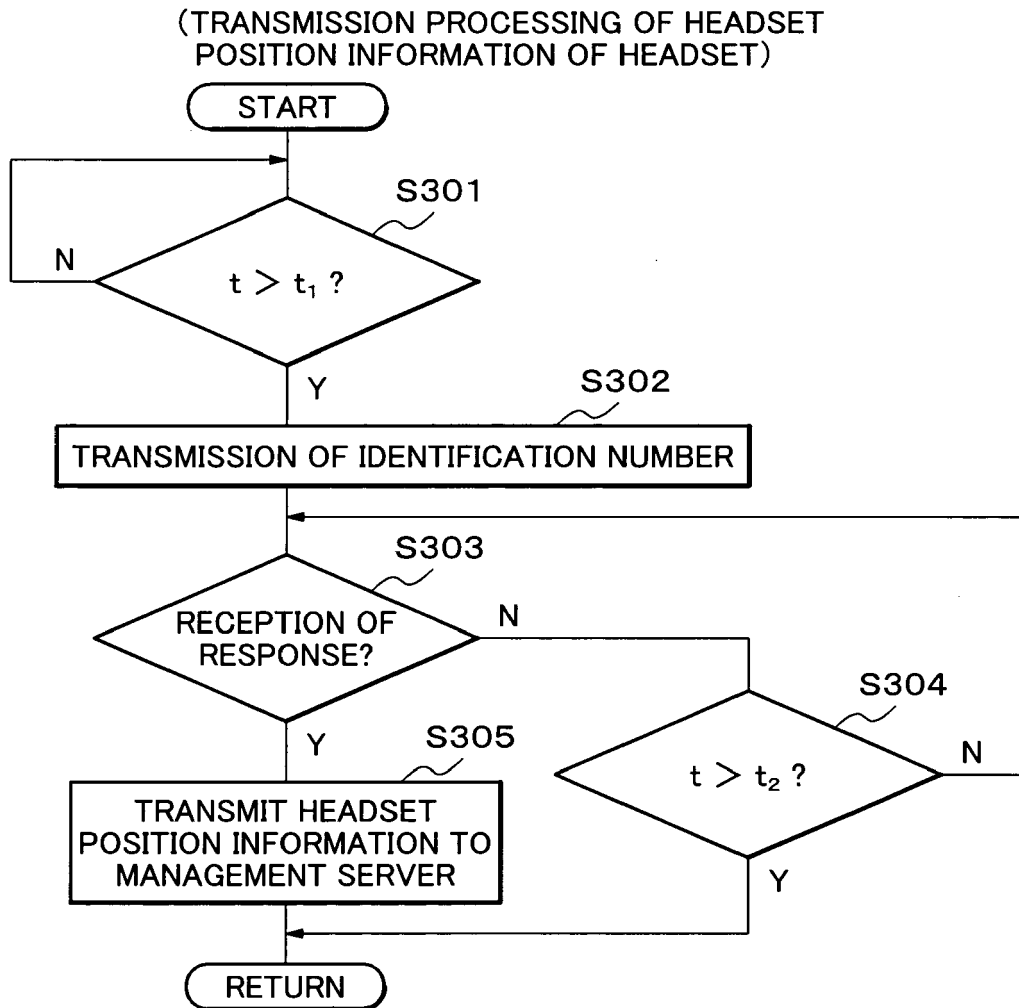 (TRANSMISSION PROCESSING OF HEADSET
POSITION INFORMATION OF HEADSET)
START
S301
N
t > t₁ ?
Y
S302
TRANSMISSION OF IDENTIFICATION NUMBER
S303
RECEPTION OF
RESPONSE?
N
Y
S304
t > t₂ ?
N
Y
S305
TRANSMIT HEADSET
POSITION INFORMATION TO
MANAGEMENT SERVER
RETURN